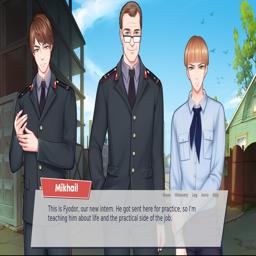 Mikhail
This is Fyodor, our new intern. He got sent here for practice, so I'm
teaching him about life and the practical side of the job.